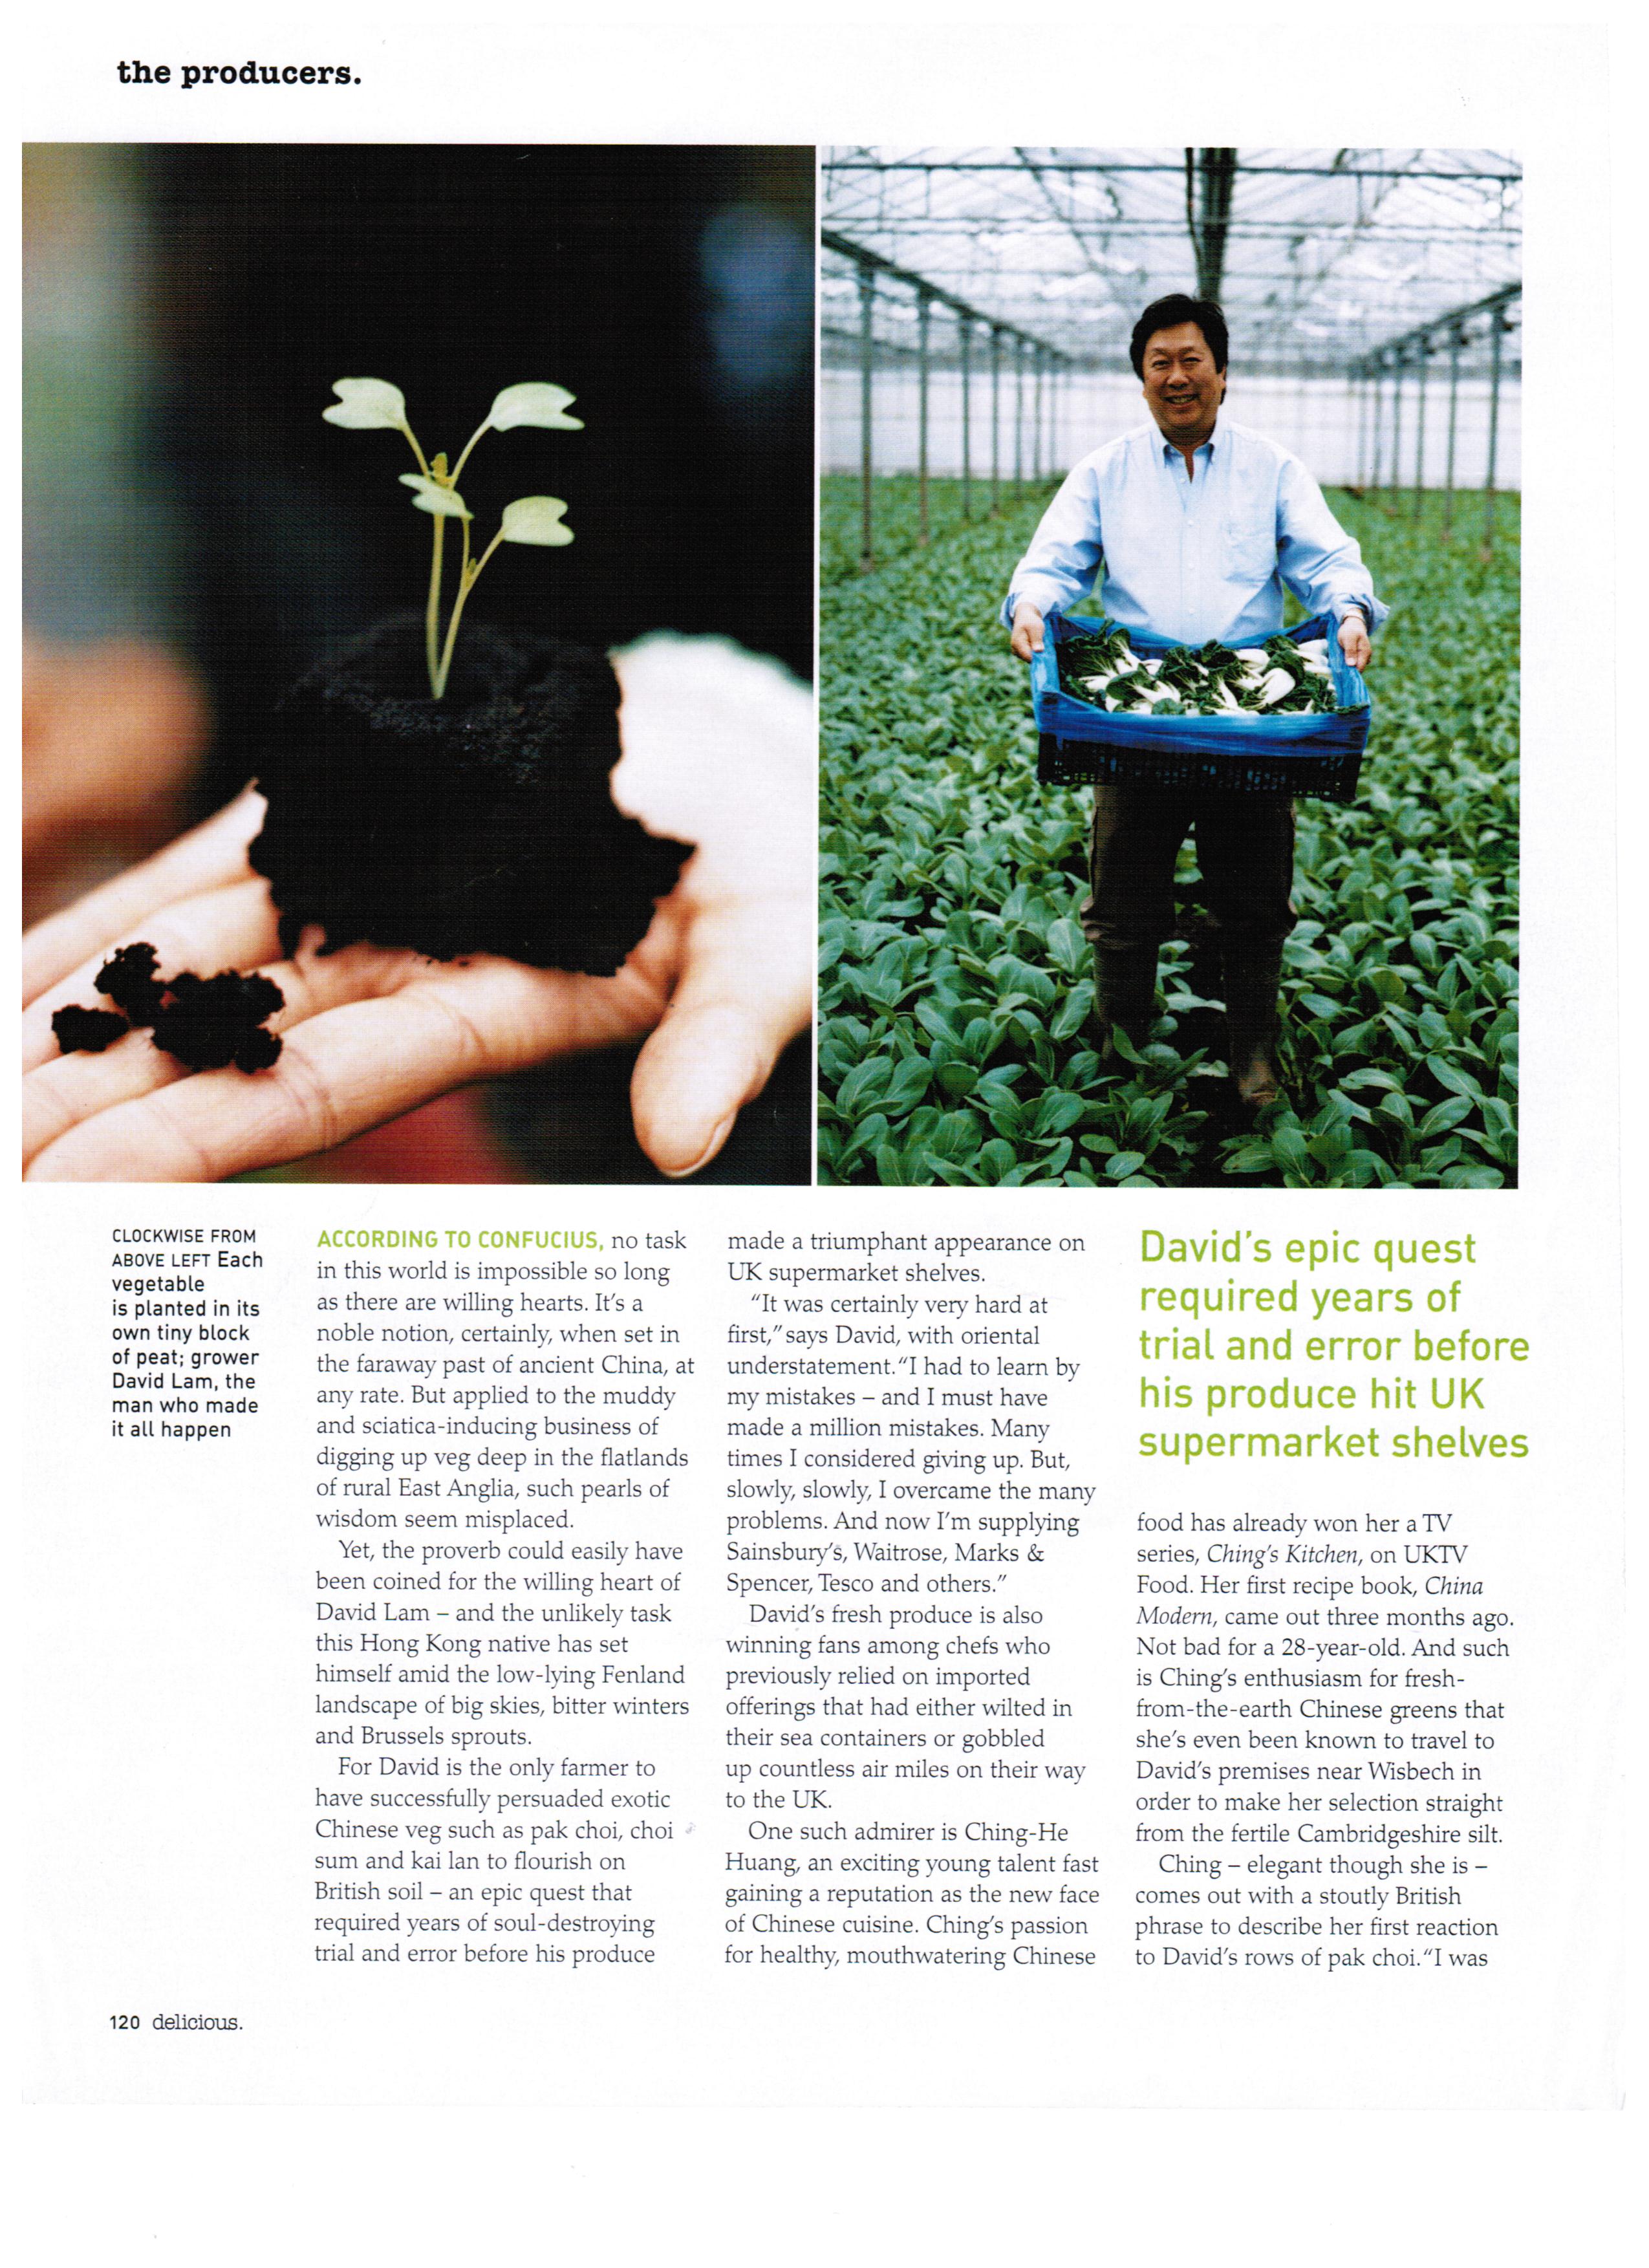 the producers.
CLOCKWISE FROM
ABOVE LEFT Each
vegetable
is planted in its
own tiny block
of peat; grower
David Lam, the
man who made
it all happen
ACCORDING TO CONFUCIUS, no task
in this world is impossible so long
as there are willing hearts. It's a
noble notion, certainly, when set in
the faraway past of ancient China, at
any rate. But applied to the muddy
and sciatica-inducing business of
digging up veg deep in the flatlands
of rural East Anglia, such pearls of
wisdom seem misplaced.
Yet, the proverb could easily have
been coined for the willing heart of
David Lam – and the unlikely task
this Hong Kong native has set
himself amid the low-lying Fenland
landscape of big skies, bitter winters
and Brussels sprouts.
For David is the only farmer to
have successfully persuaded exotic
Chinese veg such as pak choi, choi
sum and kai lan to flourish on
British soil – an epic quest that
required years of soul-destroying
trial and error before his produce
made a triumphant appearance on
UK supermarket shelves.
“It was certainly very hard at
first,” says David, with oriental
understatement. “I had to learn by
my mistakes – and I must have
made a million mistakes. Many
times I considered giving up. But,
slowly, slowly, I overcame the many
problems. And now I'm supplying
Sainsbury's, Waitrose, Marks &
Spencer, Tesco and others.”
David's fresh produce is also
winning fans among chefs who
previously relied on imported
offerings that had either wilted in
their sea containers or gobbled
up countless air miles on their way
to the UK.
One such admirer is Ching-He
Huang, an exciting young talent fast
gaining a reputation as the new face
of Chinese cuisine. Ching's passion
for healthy, mouthwatering Chinese
David's epic quest
required years of
trial and error before
his produce hit UK
supermarket shelves
food has already won her a TV
series, Ching's Kitchen, on UKTV
Food. Her first recipe book, China
Modern, came out three months ago.
Not bad for a 28-year-old. And such
is Ching's enthusiasm for fresh-
from-the-earth Chinese greens that
she's even been known to travel to
David's premises near Wisbech in
order to make her selection straight
from the fertile Cambridgeshire silt.
Ching – elegant though she is –
comes out with a stoutly British
phrase to describe her first reaction
to David's rows of pak choi. “I was
120 delicious.